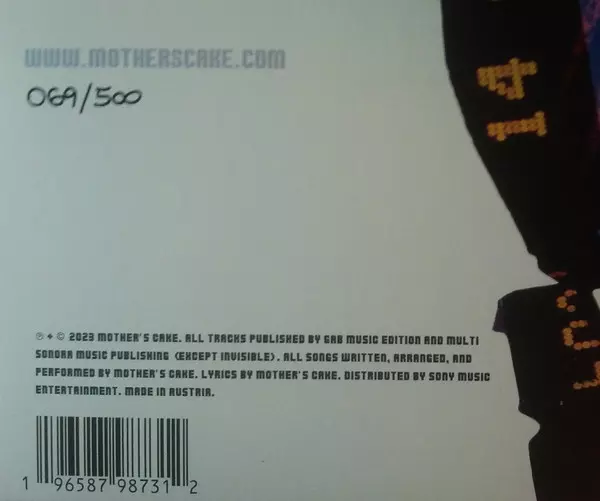 WWW.MOTHERSCAKE.COM
069/500
℗ + © 2023 MOTHER'S CAKE. ALL TRACKS PUBLISHED BY GAB MUSIC EDITION AND MULTI
SONORA MUSIC PUBLISHING (EXCEPT INVISIBLE). ALL SONGS WRITTEN, ARRANGED, AND
PERFORMED BY MOTHER'S CAKE. LYRICS BY MOTHER'S CAKE. DISTRIBUTED BY SONY MUSIC
ENTERTAINMENT. MADE IN AUSTRIA.
1 96587 98731 2